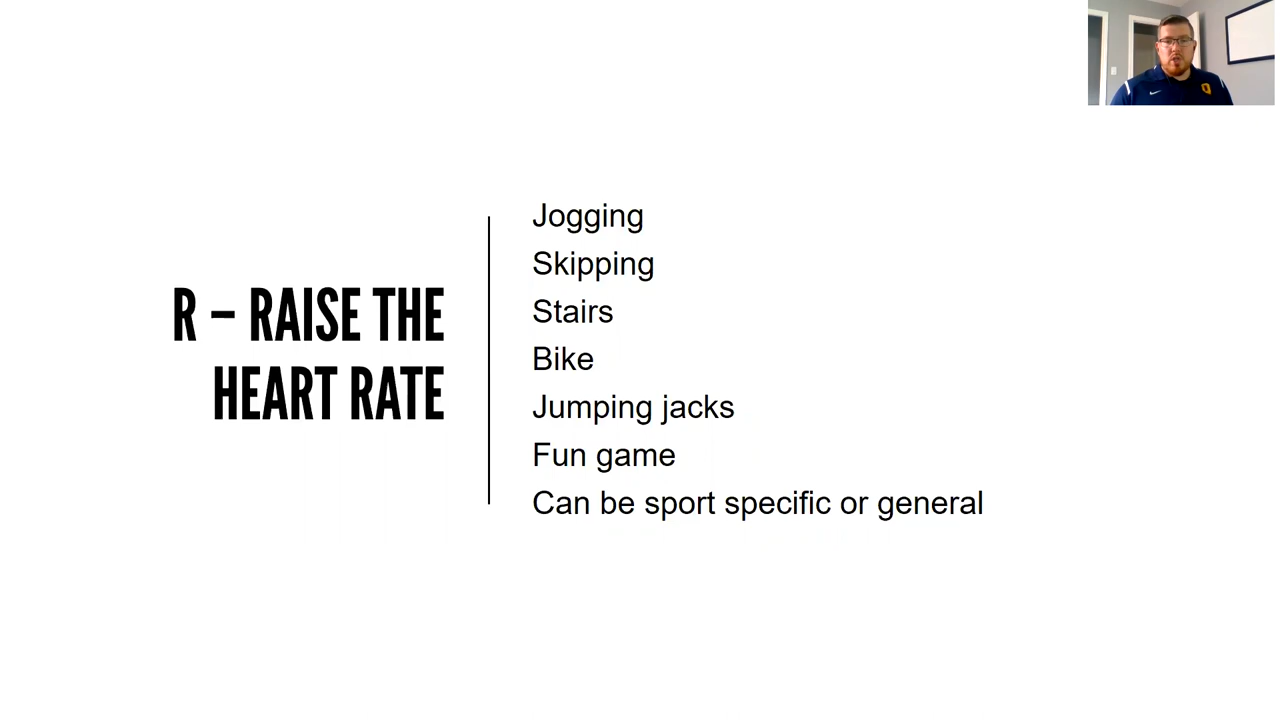 R – RAISE THE
HEART RATE
Jogging
Skipping
Stairs
Bike
Jumping jacks
Fun game
Can be sport specific or general